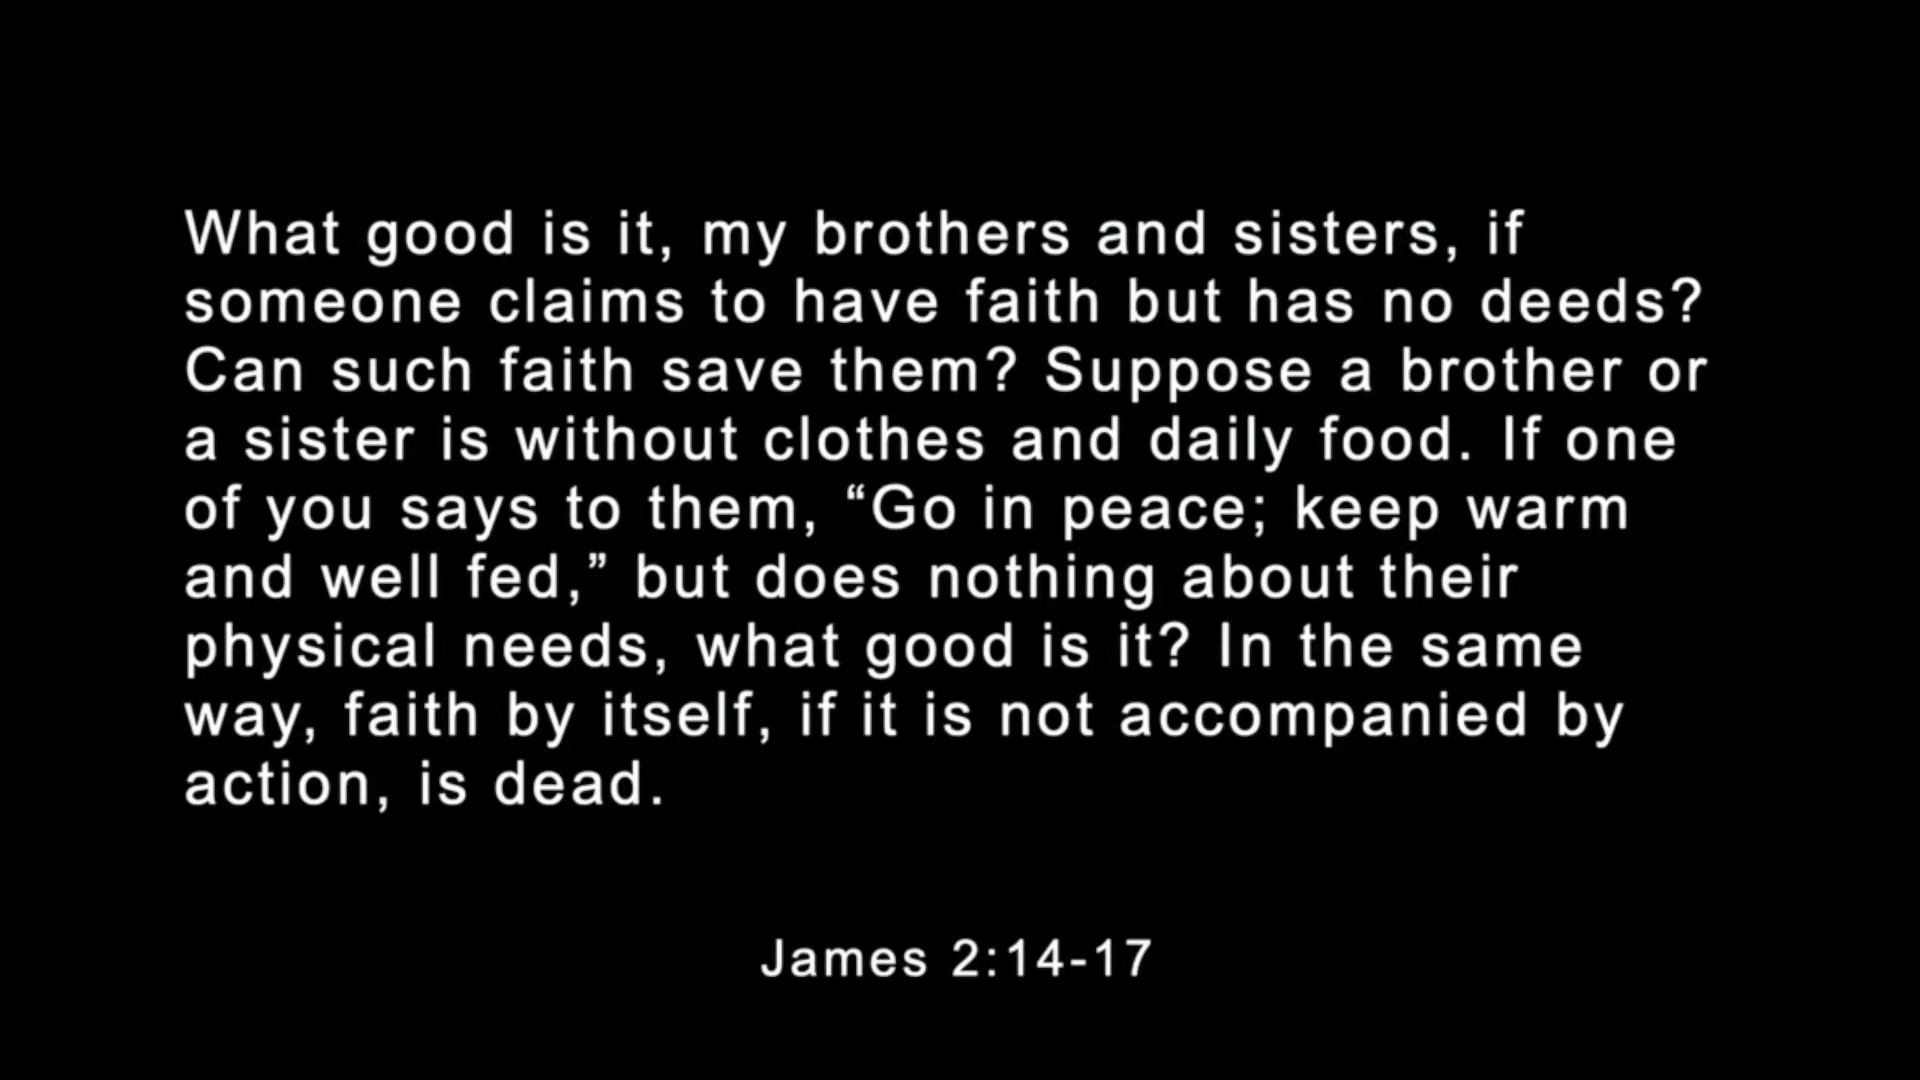 What good is it, my brothers and sisters, if
someone claims to have faith but has no deeds?
Can such faith save them? Suppose a brother or
a sister is without clothes and daily food. If one
of you says to them, “Go in peace; keep warm
and well fed,” but does nothing about their
physical needs, what good is it? In the same
way, faith by itself, if it is not accompanied by
action, is dead.
James 2:14-17